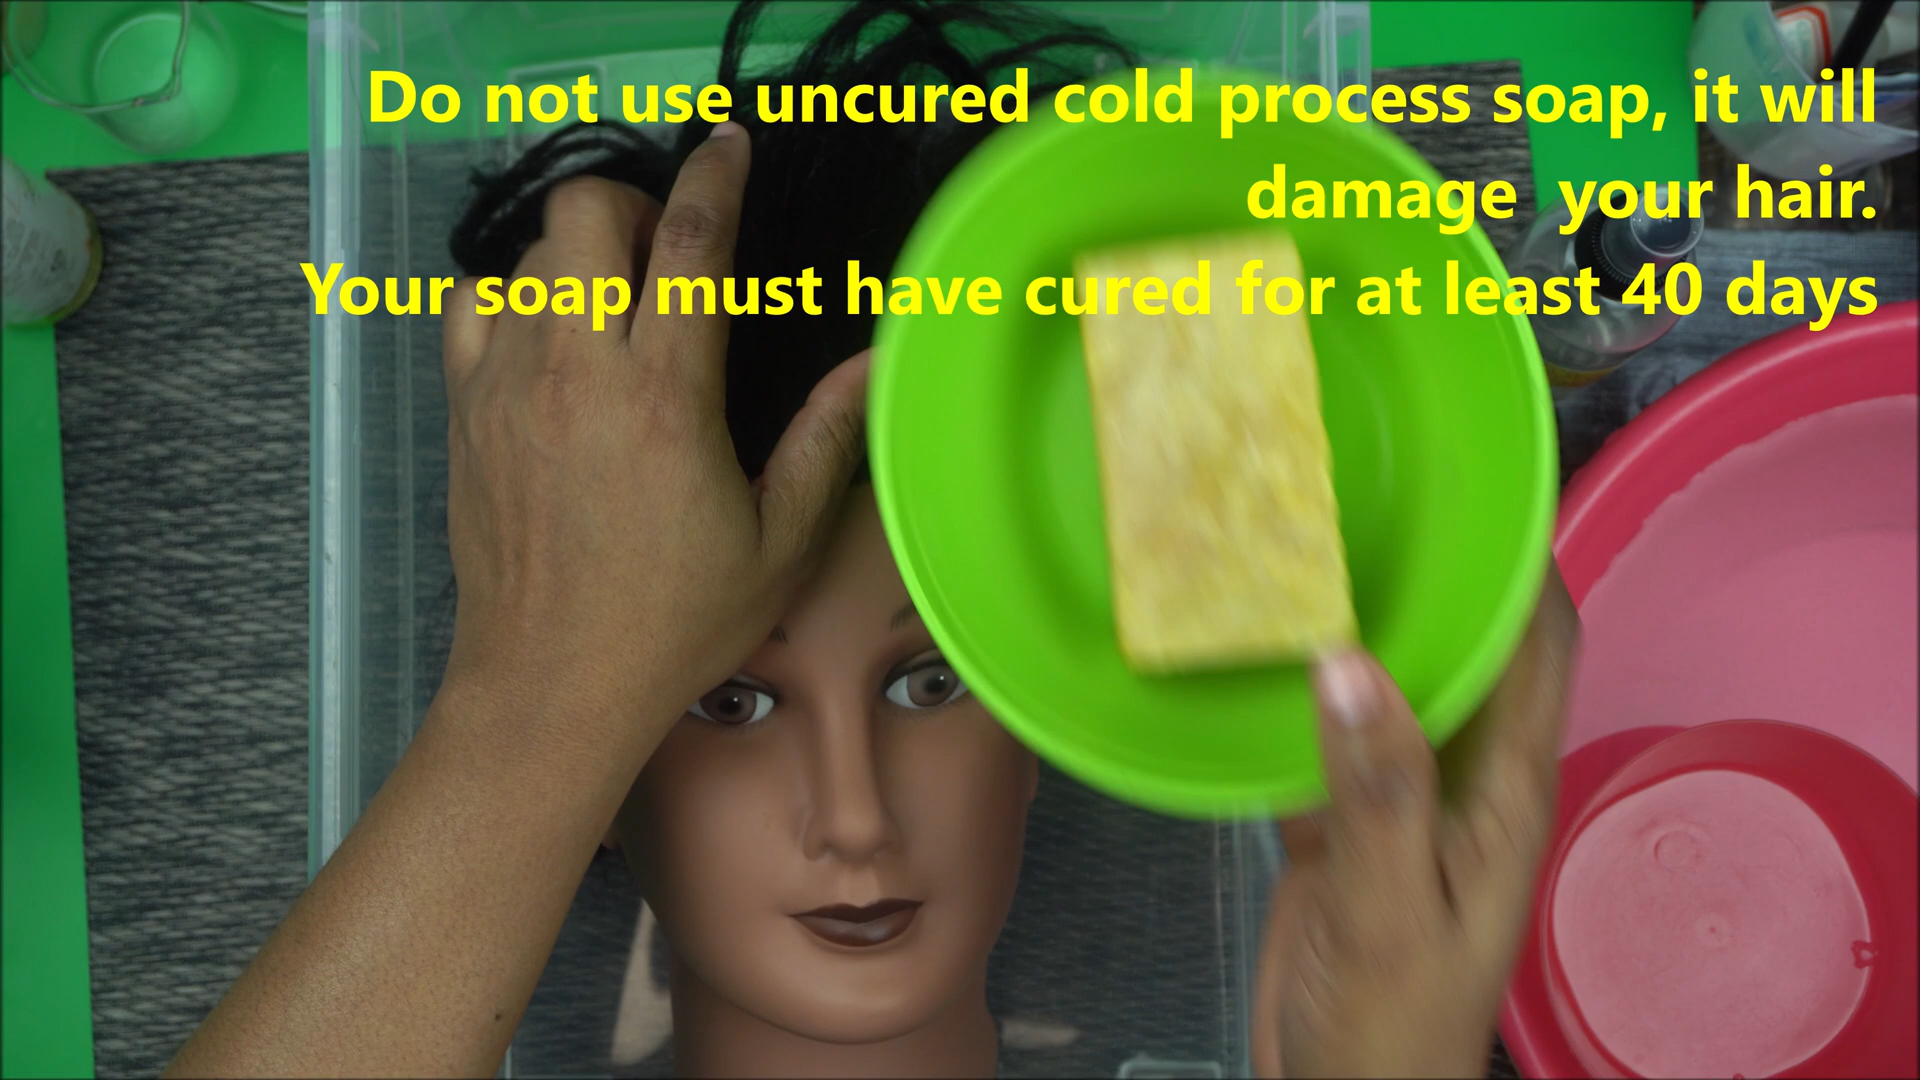 Do not use uncured cold process soap, it will
damage  your hair.
Your soap must have cured for at least 40 days